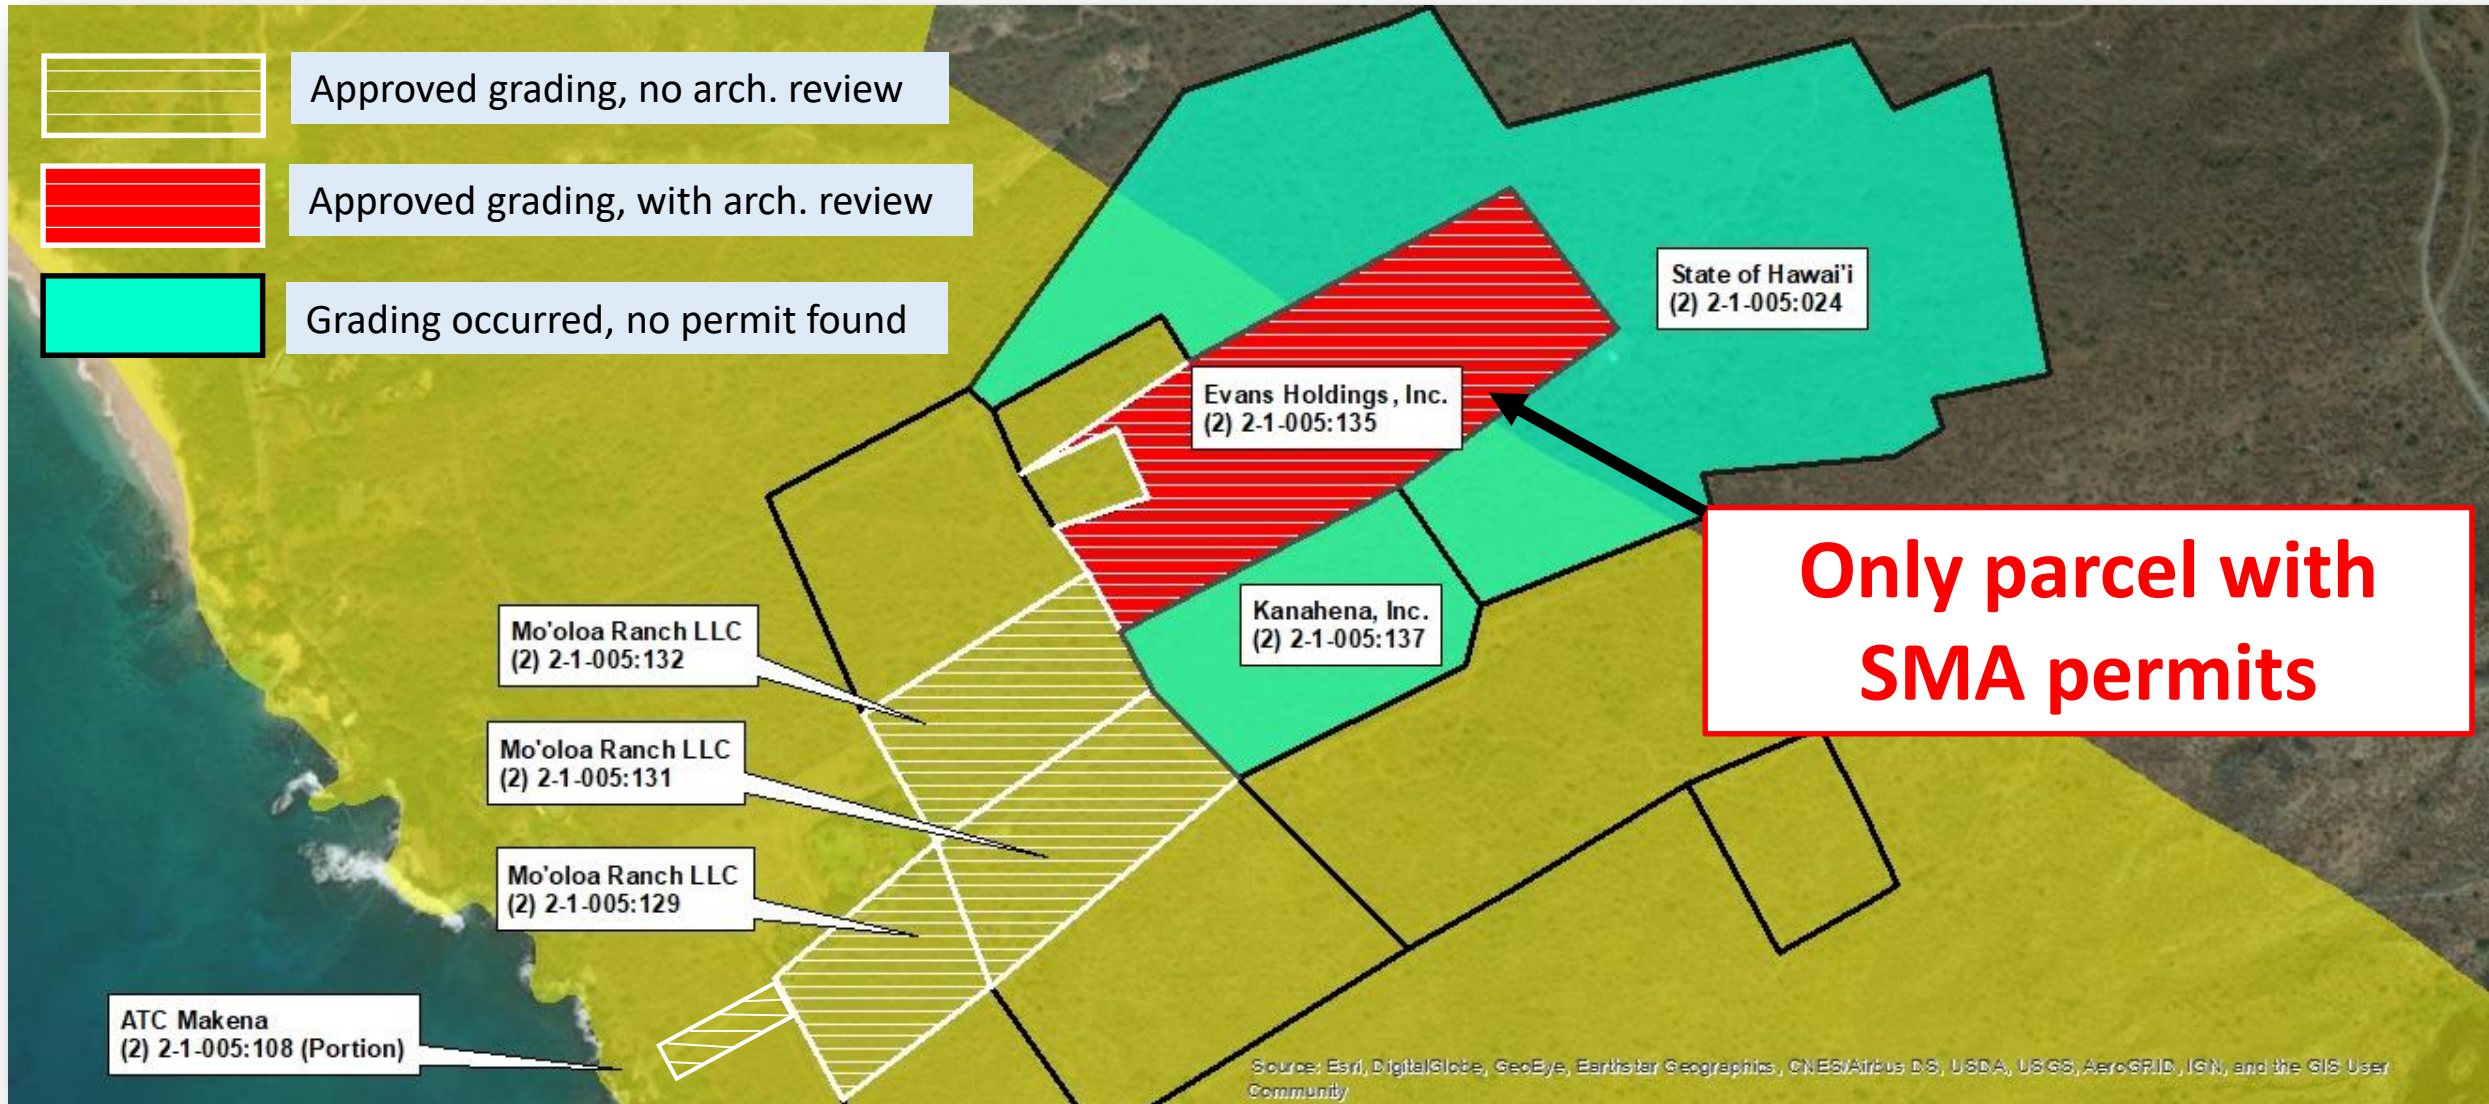 Approved grading, no arch. review
Approved grading, with arch. review
Grading occurred, no permit found
State of Hawai'i
(2) 2-1-005:024
Evans Holdings, Inc.
(2) 2-1-005:135
Only parcel with
SMA permits
Kanahena, Inc.
(2) 2-1-005:137
Mo'oloa Ranch LLC
(2) 2-1-005:132
Mo'oloa Ranch LLC
(2) 2-1-005:131
Mo'oloa Ranch LLC
(2) 2-1-005:129
ATC Makena
(2) 2-1-005:108 (Portion)
Source: Esri, DigitalGlobe, GeoEye, Earthstar Geographics, CNES/Airbus DS, USDA, USGS, AeroGRID, IGN, and the GIS User
Community